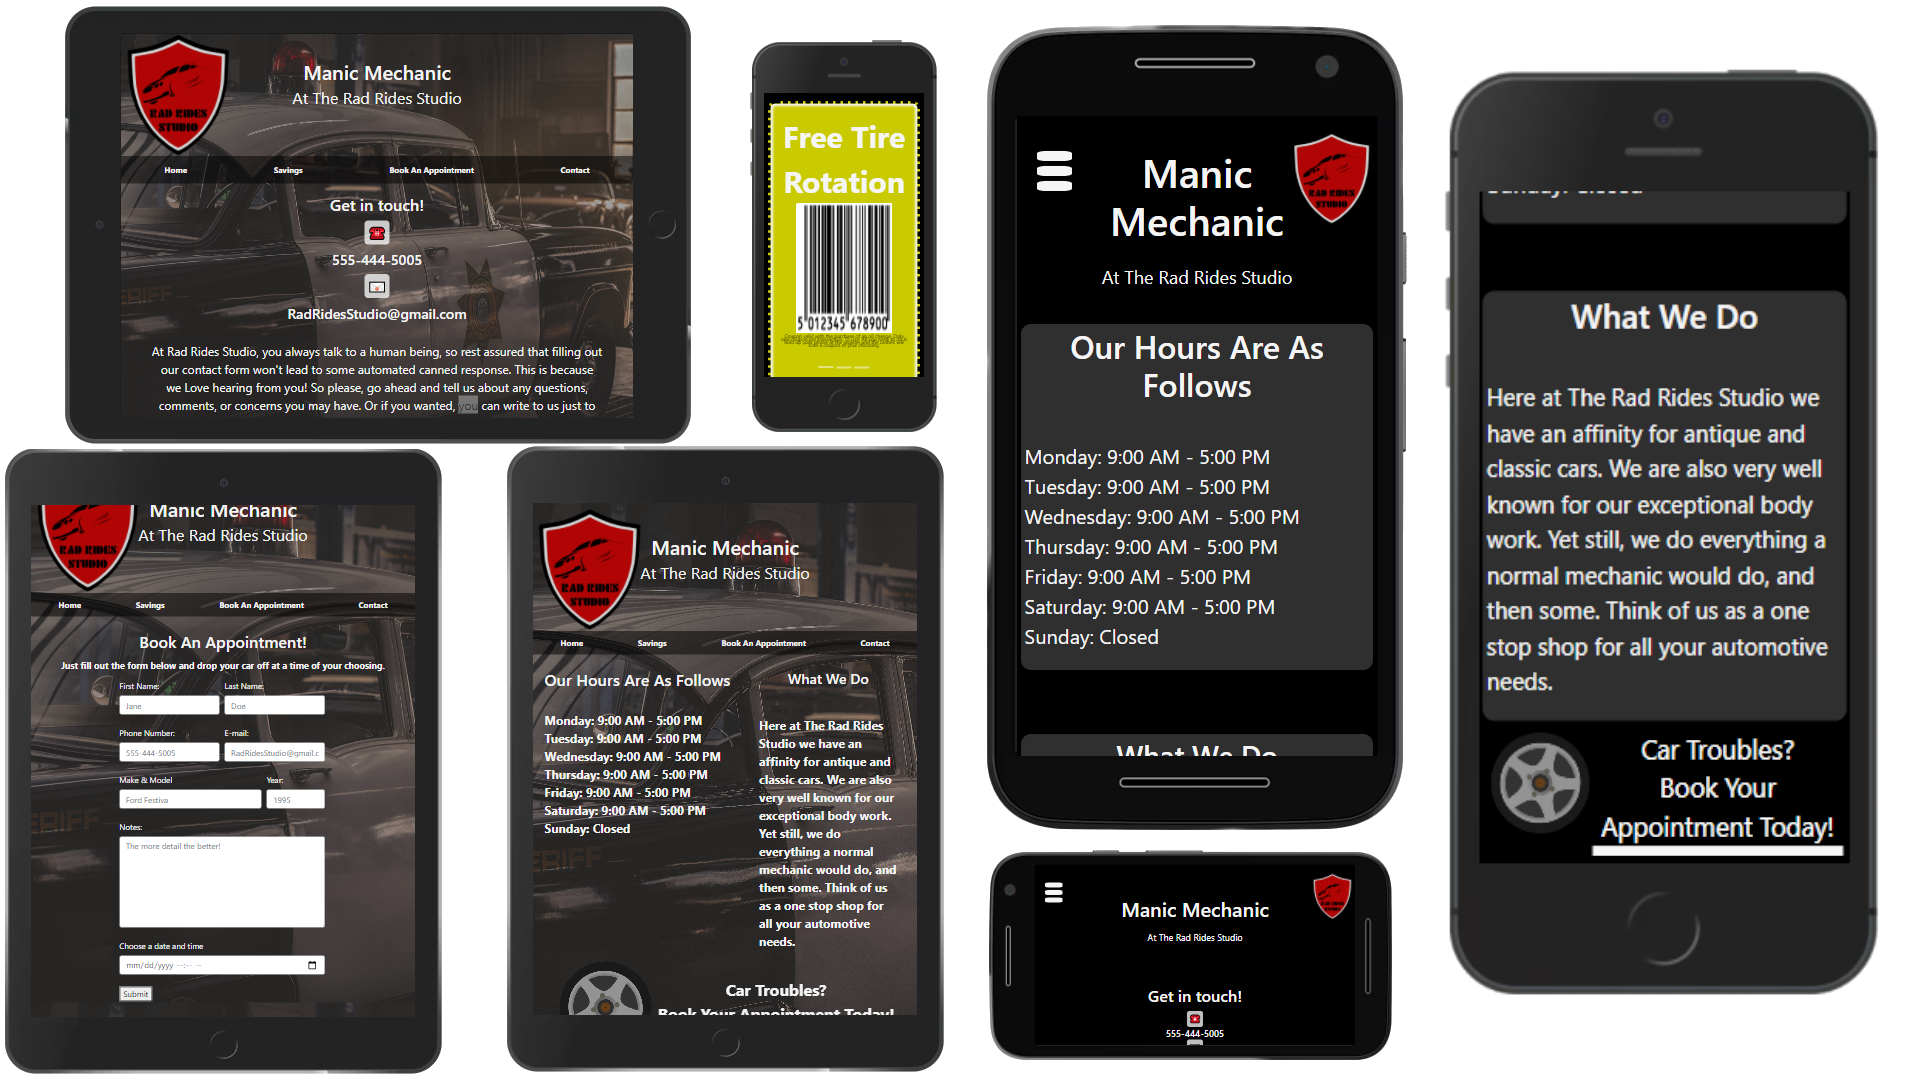 RAD RIDES
STUDIO
Manic Mechanic
At The Rad Rides Studio
Home
Savings
Book An Appointment
Contact
Get in touch!
555-444-5005
RadRidesStudio@gmail.com
At Rad Rides Studio, you always talk to a human being, so rest assured that filling out
our contact form won't lead to some automated canned response. This is because
we Love hearing from you! So please, go ahead and tell us about any questions,
comments, or concerns you may have. Or if you wanted, you can write to us just to
Free Tire
Rotation
5 012345 678900
Manic
Mechanic
RAD RIDES
STUDIO
At The Rad Rides Studio
Our Hours Are As
Follows
Monday: 9:00 AM - 5:00 PM
Tuesday: 9:00 AM - 5:00 PM
Wednesday: 9:00 AM - 5:00 PM
Thursday: 9:00 AM - 5:00 PM
Friday: 9:00 AM - 5:00 PM
Saturday: 9:00 AM - 5:00 PM
Sunday: Closed
What We Do
Sunday: Closed
What We Do
Here at The Rad Rides Studio we
have an affinity for antique and
classic cars. We are also very well
known for our exceptional body
work. Yet still, we do everything a
normal mechanic would do, and
then some. Think of us as a one
stop shop for all your automotive
needs.
Car Troubles?
Book Your
Appointment Today!
RAD RIDES
STUDIO
Manic Mechanic
At The Rad Rides Studio
Home
Savings
Book An Appointment
Contact
Book An Appointment!
Just fill out the form below and drop your car off at a time of your choosing.
First Name:
Last Name:
Jane
Doe
Phone Number:
E-mail:
555-444-5005
RadRidesStudio@gmail.c
Make & Model
Year:
Ford Festiva
1995
Notes:
The more detail the better!
Choose a date and time
mm/dd/yyyy --:-- --
Submit
RAD RIDES
STUDIO
Manic Mechanic
At The Rad Rides Studio
Home
Savings
Book An Appointment
Contact
Our Hours Are As Follows
Monday: 9:00 AM - 5:00 PM
Tuesday: 9:00 AM - 5:00 PM
Wednesday: 9:00 AM - 5:00 PM
Thursday: 9:00 AM - 5:00 PM
Friday: 9:00 AM - 5:00 PM
Saturday: 9:00 AM - 5:00 PM
Sunday: Closed
What We Do
Here at The Rad Rides
Studio we have an
affinity for antique and
classic cars. We are also
very well known for our
exceptional body work.
Yet still, we do
everything a normal
mechanic would do, and
then some. Think of us
as a one stop shop for
all your automotive
needs.
Car Troubles?
Book Your Appointment Today!
Manic Mechanic
At The Rad Rides Studio
Get in touch!
555-444-5005